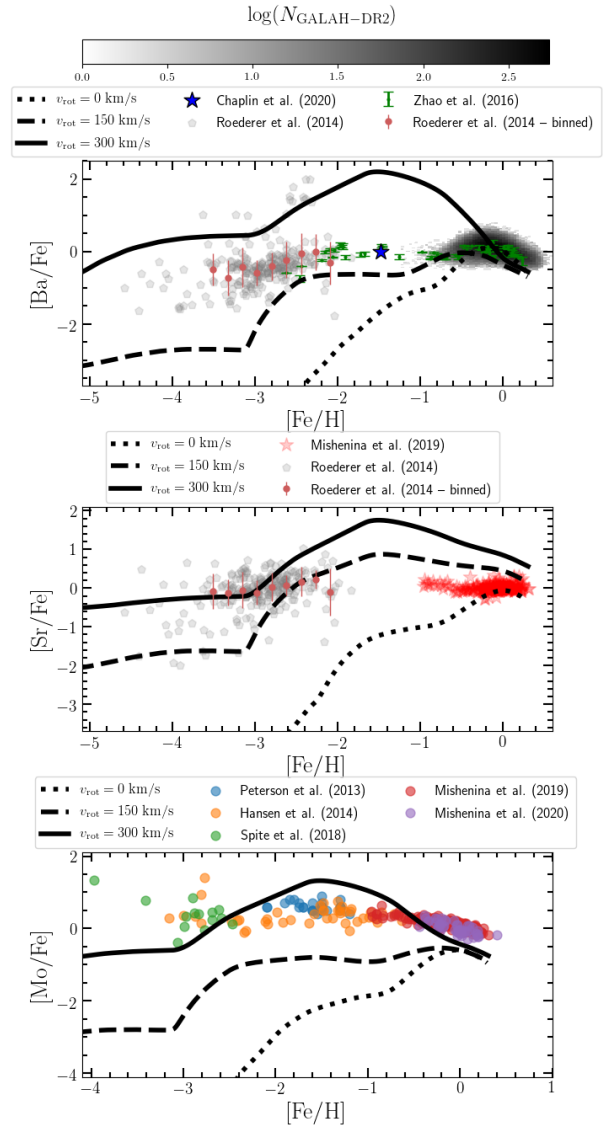 log(N_GALAH−DR2)
0.0 0.5 1.0 1.5 2.0 2.5
v_rot = 0 km/s
v_rot = 150 km/s
v_rot = 300 km/s
Chaplin et al. (2020)
Roederer et al. (2014)
Zhao et al. (2016)
Roederer et al. (2014 – binned)
[Ba/Fe]
2
0
−2
−5 −4 −3 −2 −1 0
[Fe/H]
v_rot = 0 km/s
v_rot = 150 km/s
v_rot = 300 km/s
Mishenina et al. (2019)
Roederer et al. (2014)
Roederer et al. (2014 – binned)
[Sr/Fe]
2
1
0
−1
−2
−3
−5 −4 −3 −2 −1 0
[Fe/H]
v_rot = 0 km/s
v_rot = 150 km/s
v_rot = 300 km/s
Peterson et al. (2013)
Hansen et al. (2014)
Spite et al. (2018)
Mishenina et al. (2019)
Mishenina et al. (2020)
[Mo/Fe]
2
0
−2
−4
−4 −3 −2 −1 0 1
[Fe/H]